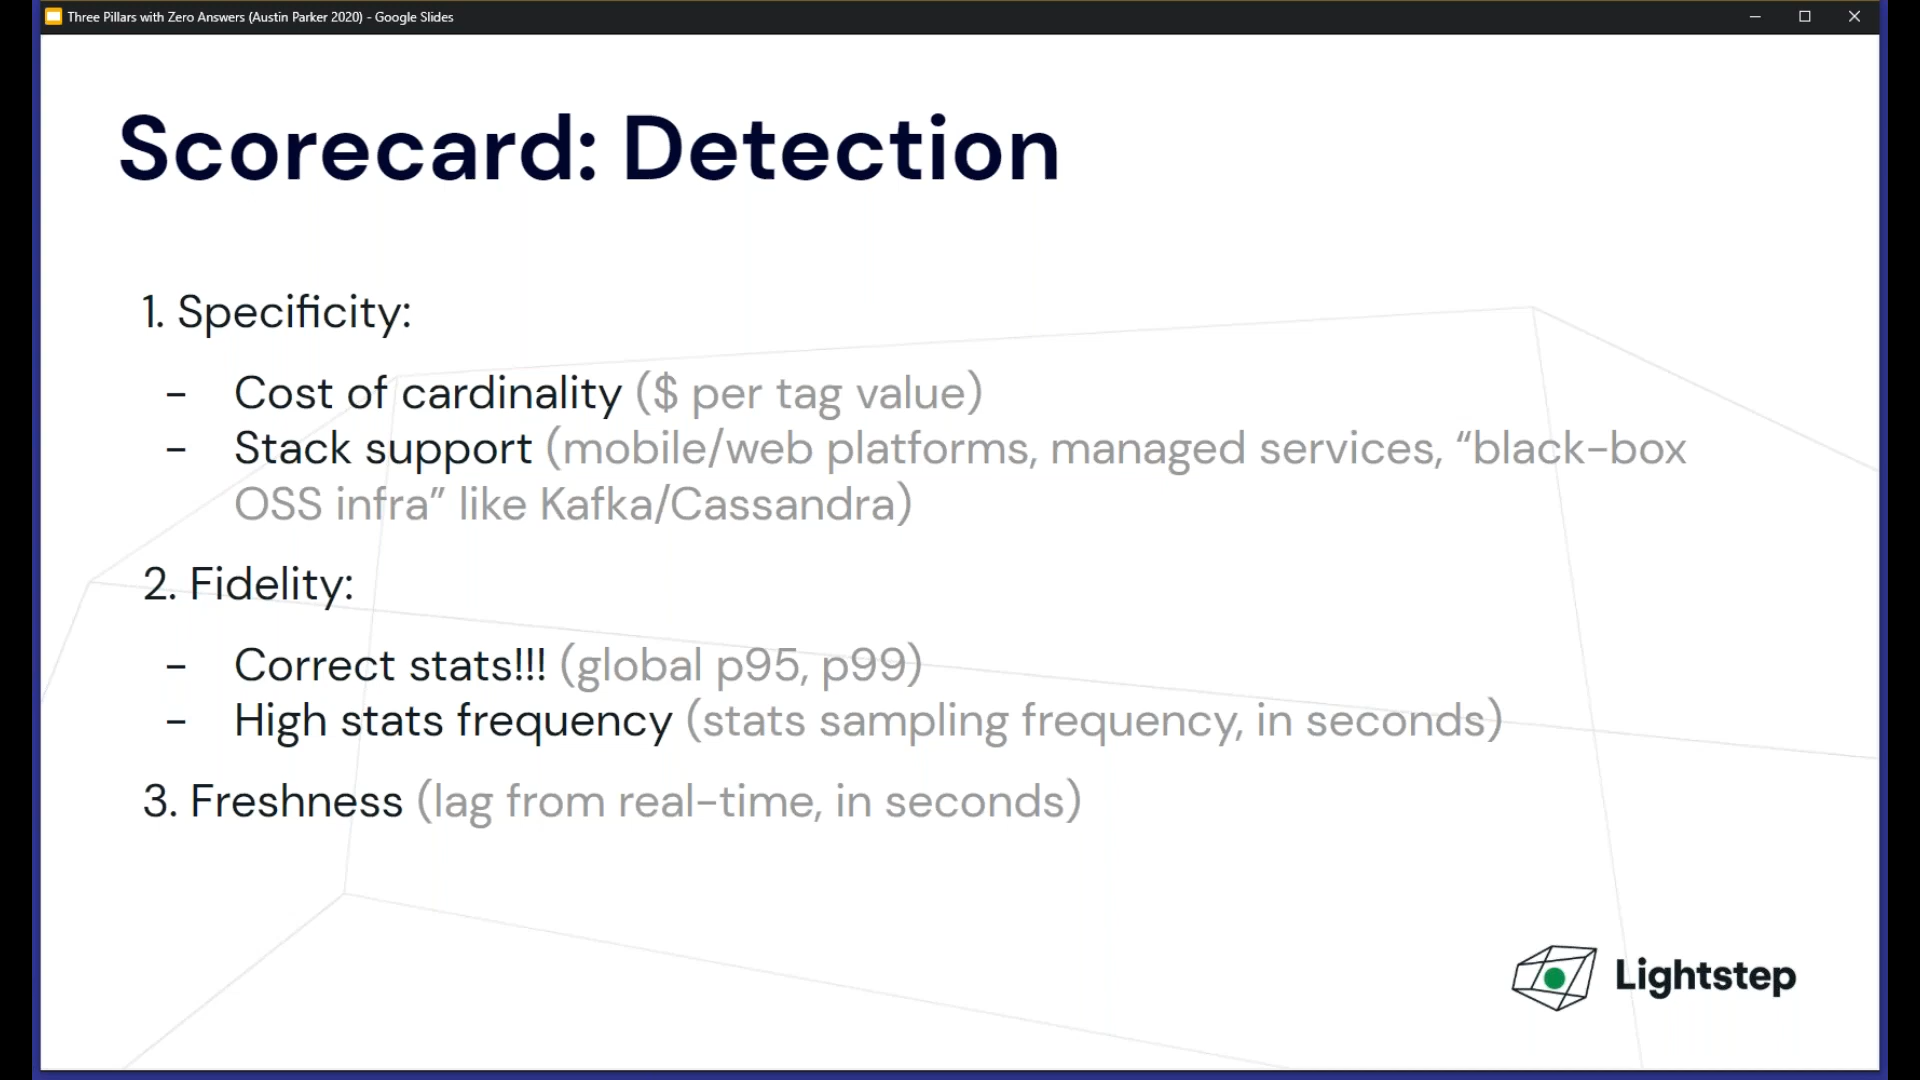 Three Pillars with Zero Answers (Austin Parker 2020) - Google Slides
Scorecard: Detection
1. Specificity:
- Cost of cardinality ($ per tag value)
- Stack support (mobile/web platforms, managed services, “black-box
OSS infra” like Kafka/Cassandra)
2. Fidelity:
- Correct stats!!! (global p95, p99)
- High stats frequency (stats sampling frequency, in seconds)
3. Freshness (lag from real-time, in seconds)
Lightstep